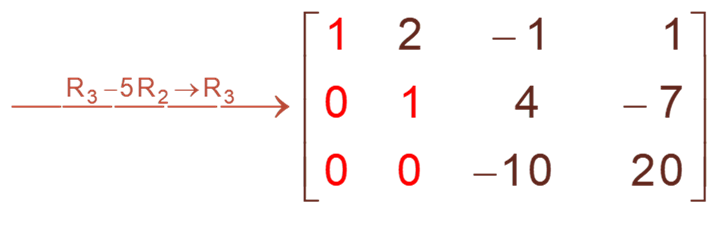 R₃ – 5R₂ → R₃
1 2 –1 1
0 1 4 –7
0 0 –10 20